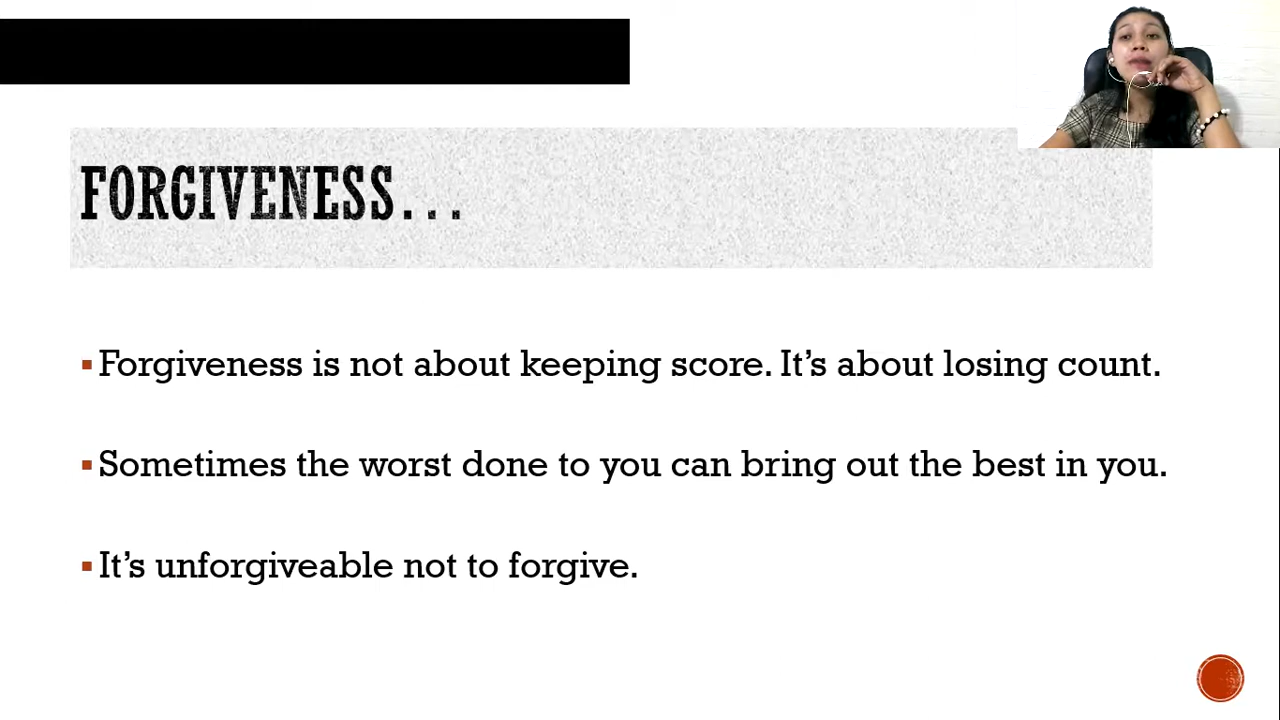 FORGIVENESS...
Forgiveness is not about keeping score. It's about losing count.
Sometimes the worst done to you can bring out the best in you.
It's unforgiveable not to forgive.